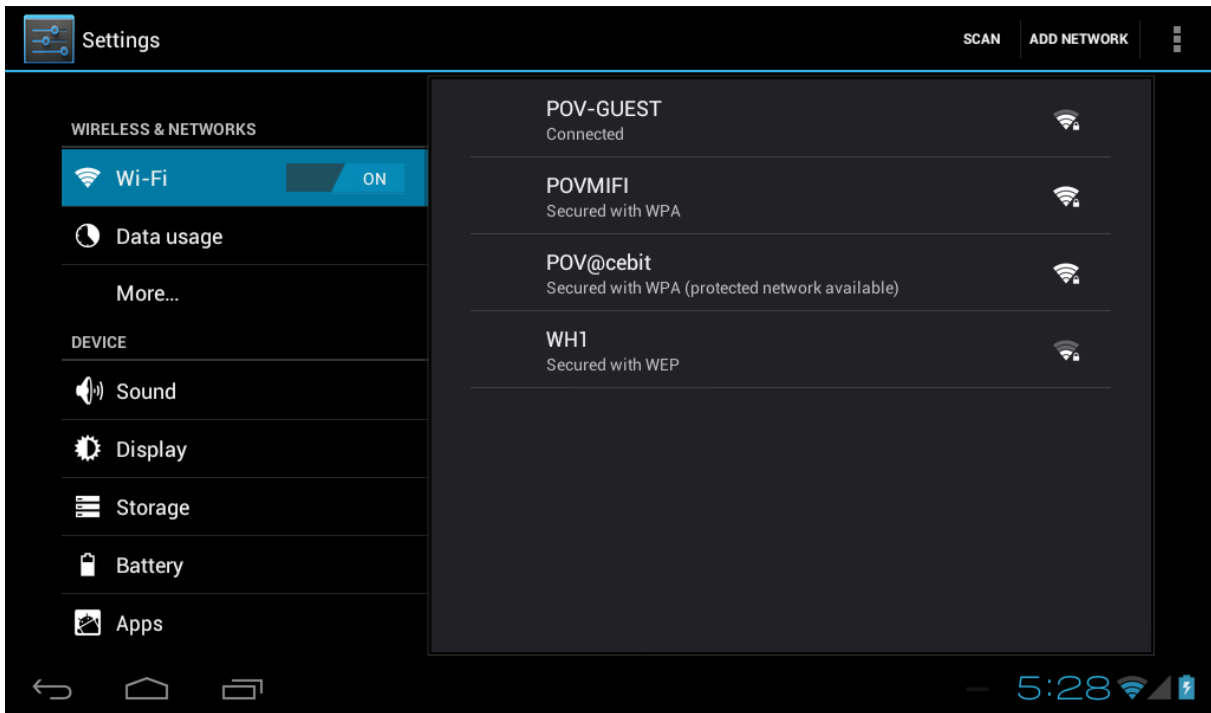 Settings
SCAN
ADD NETWORK
WIRELESS & NETWORKS
Wi-Fi
ON
Data usage
More...
DEVICE
Sound
Display
Storage
Battery
Apps
POV-GUEST
Connected
POVMIFI
Secured with WPA
POV@cebit
Secured with WPA (protected network available)
WH1
Secured with WEP
5:28